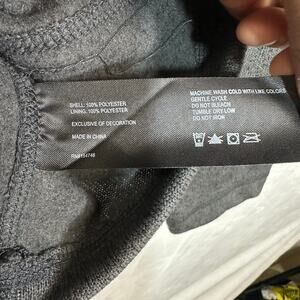 SHELL: 100% POLYESTER
LINING: 100% POLYESTER
EXCLUSIVE OF DECORATION
MADE IN CHINA
MACHINE WASH COLD WITH LIKE COLORS
GENTLE CYCLE
DO NOT BLEACH
TUMBLE DRY LOW
DO NOT IRON